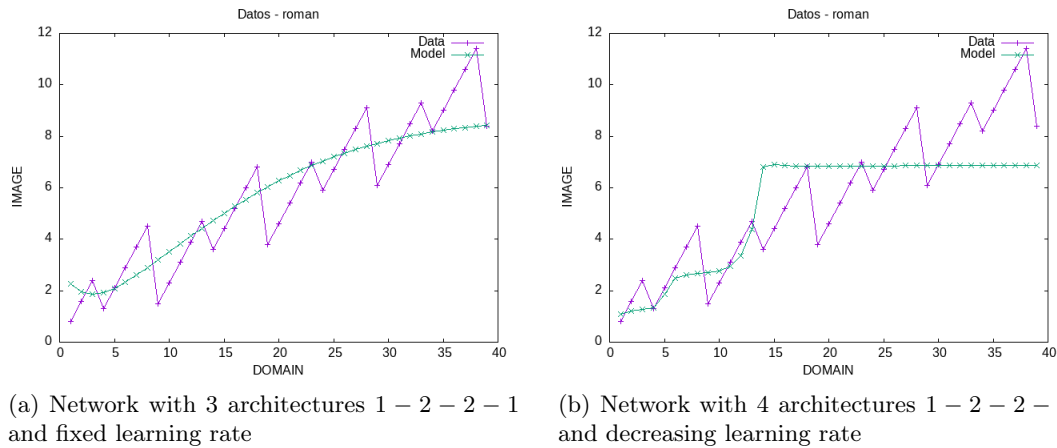 Datos - roman
12
10
8
6
4
2
0
IMAGE
Data
Model
0 5 10 15 20 25 30 35 40
DOMAIN
(a) Network with 3 architectures 1 − 2 − 2 − 1
and fixed learning rate
Datos - roman
12
10
8
6
4
2
0
IMAGE
Data
Model
0 5 10 15 20 25 30 35 40
DOMAIN
(b) Network with 4 architectures 1 − 2 − 2 −
and decreasing learning rate